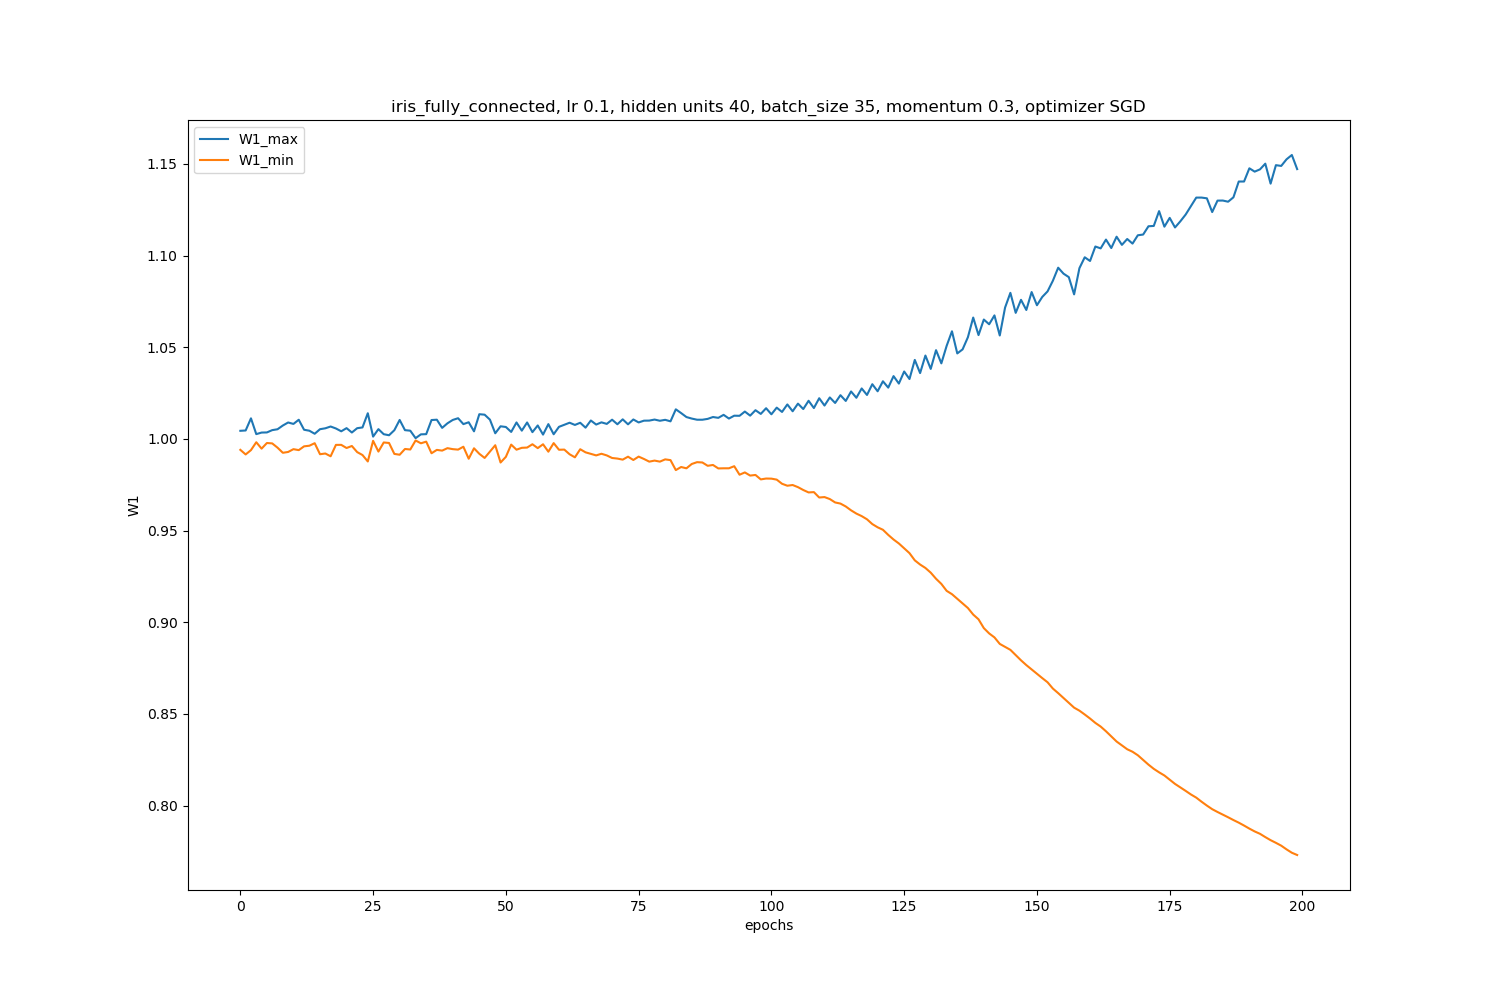 iris_fully_connected, lr 0.1, hidden units 40, batch_size 35, momentum 0.3, optimizer SGD
W1_max
W1_min
1.15
1.10
1.05
1.00
0.95
0.90
0.85
0.80
W1
0 25 50 75 100 125 150 175 200
epochs